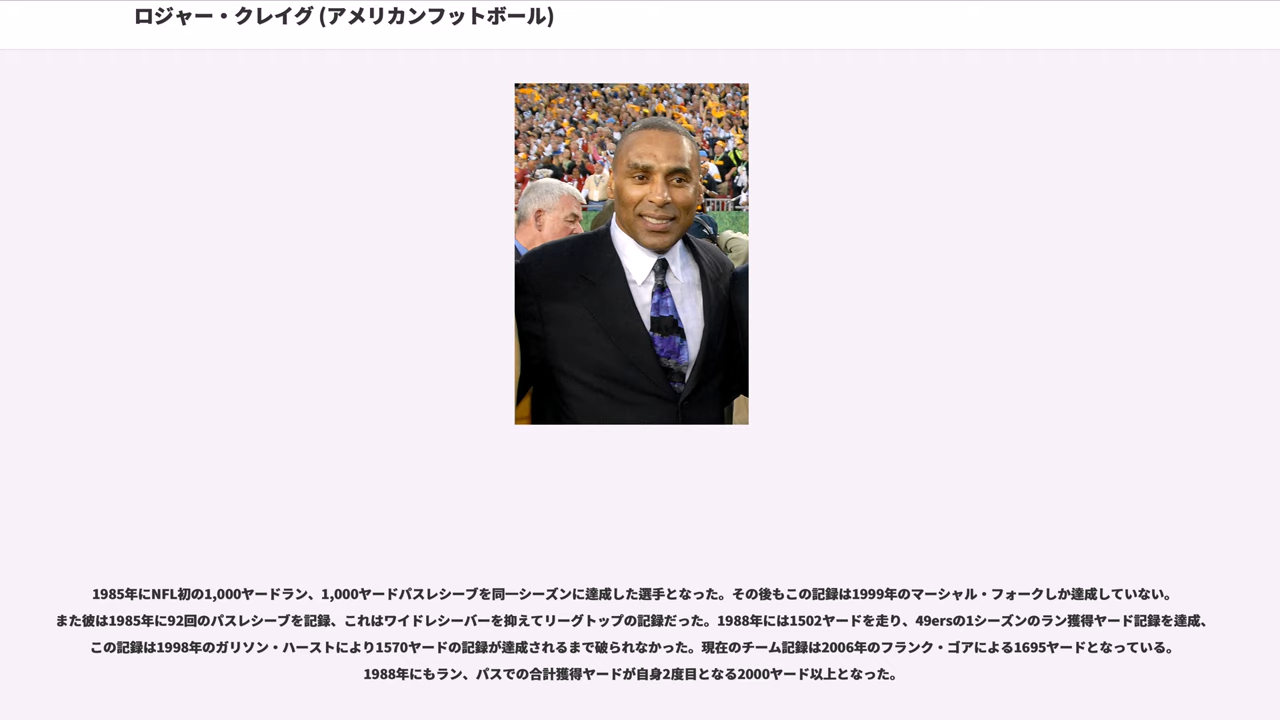 ロジャー・クレイグ (アメリカンフットボール)
1985年にNFL初の1,000ヤードラン、1,000ヤードパスレシーブを同一シーズンに達成した選手となった。その後もこの記録は1999年のマーシャル・フォークしか達成していない。
また彼は1985年に92回のパスレシーブを記録、これはワイドレシーバーを抑えてリーグトップの記録だった。1988年には1502ヤードを走り、49ersの1シーズンのラン獲得ヤード記録を達成、
この記録は1998年のガリソン・ハーストにより1570ヤードの記録が達成されるまで破られなかった。現在のチーム記録は2006年のフランク・ゴアによる1695ヤードとなっている。
1988年にもラン、パスでの合計獲得ヤードが自身2度目となる2000ヤード以上となった。